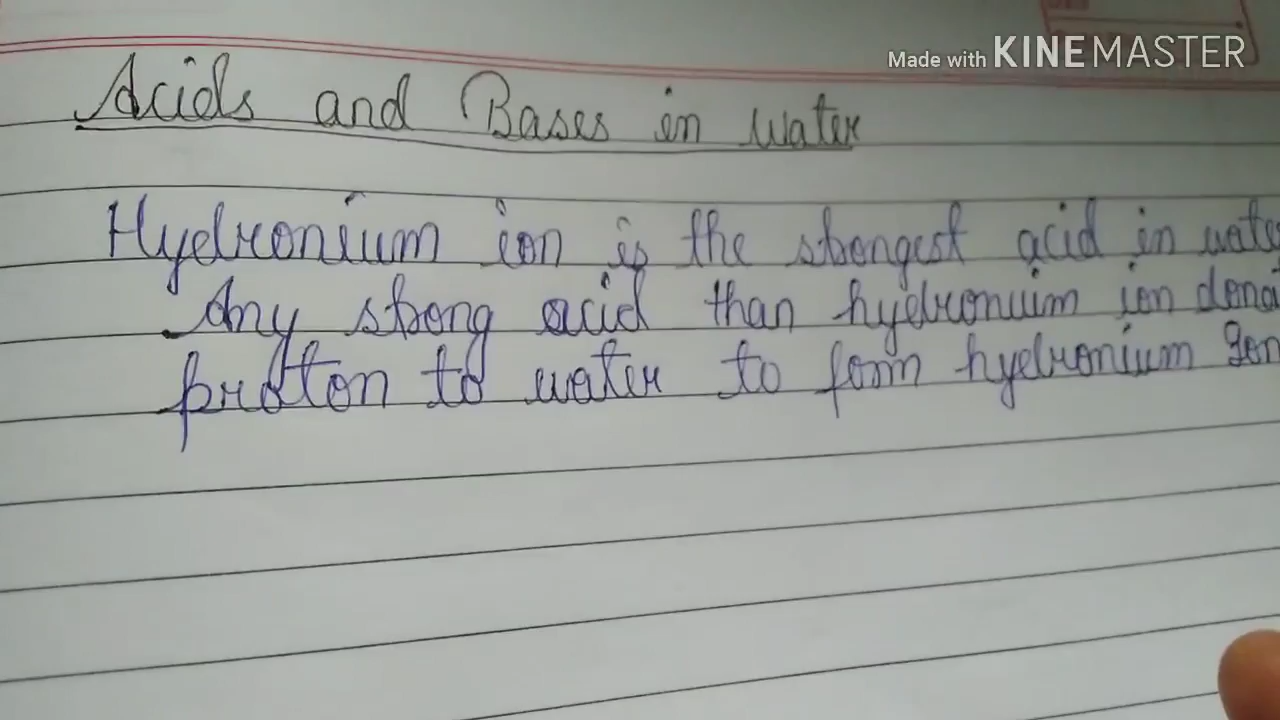 Made with KINEMASTER
Acids and Bases in water
Hydronium ion is the strongest acid in wate
Any strong acid than hydronium ion dona
proton to water to form hydronium Ion